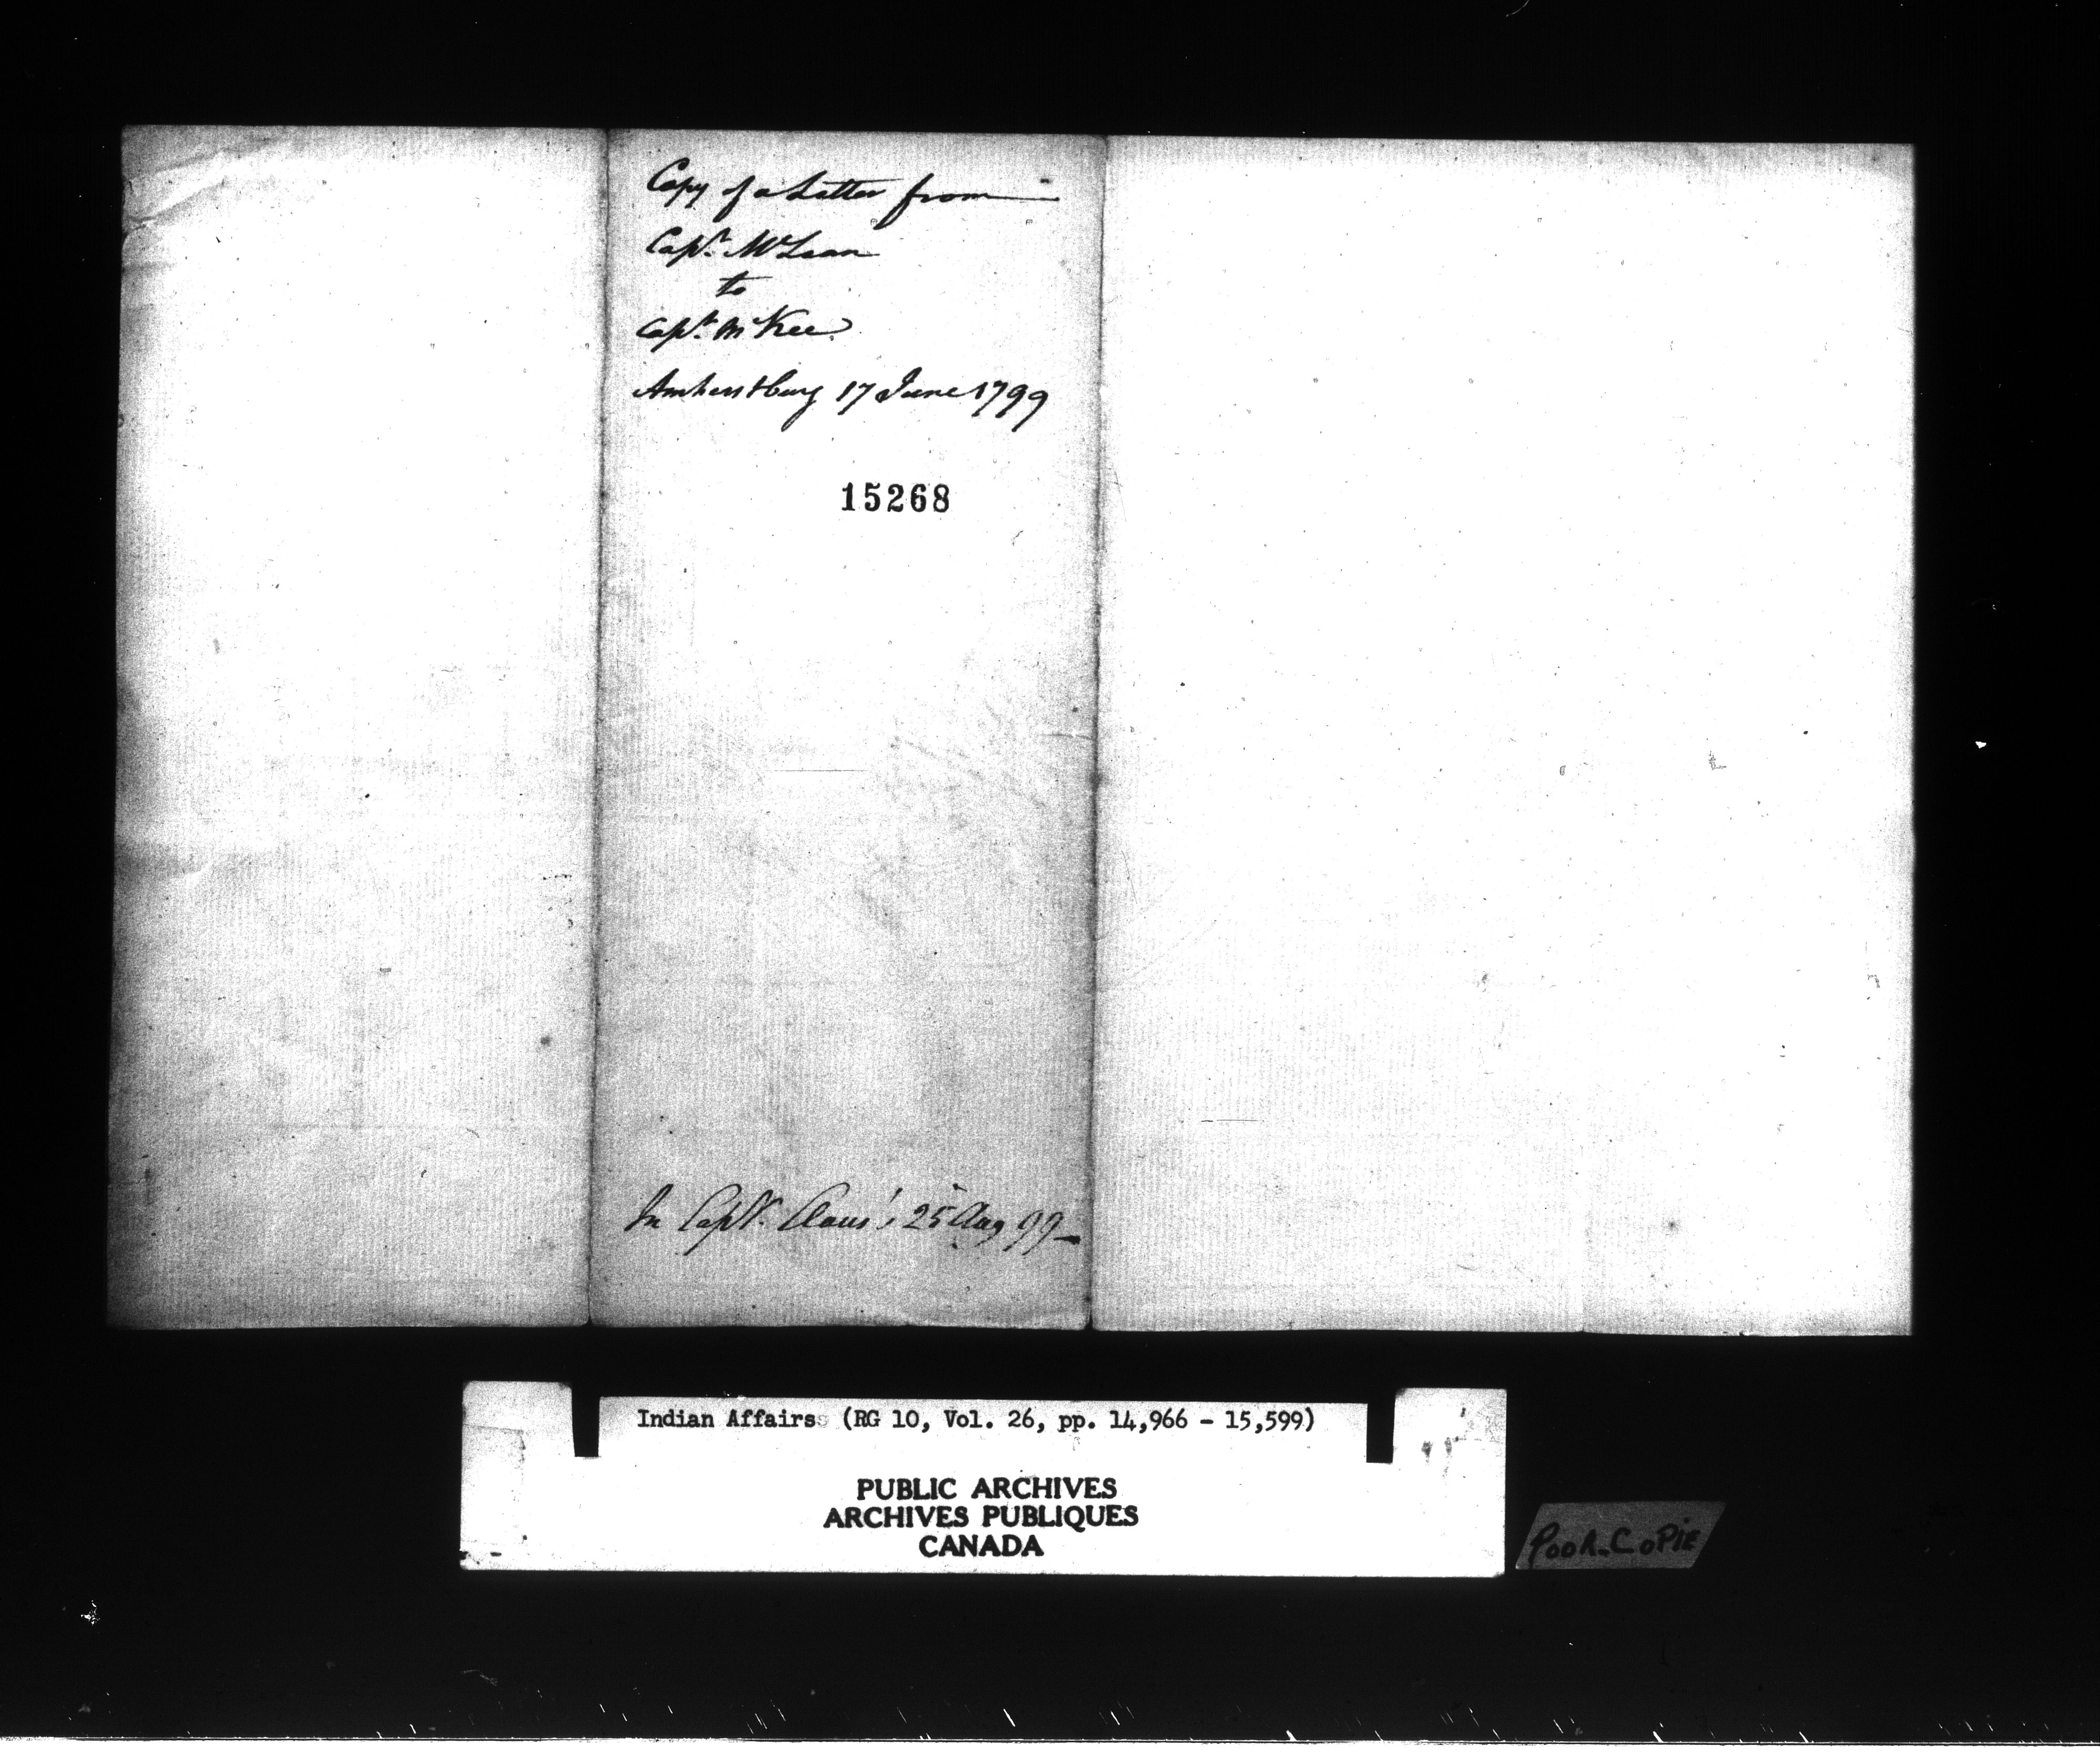 Copy of a Letter from
Capt. McLean
to
Capt. McKee
Amherstburg 17 June 1799
15268
In Capt. Claus' 25 Aug 99
Indian Affairs (RG 10, Vol. 26, pp. 14,966 - 15,599)
PUBLIC ARCHIVES
ARCHIVES PUBLIQUES
CANADA
POOR COPIE